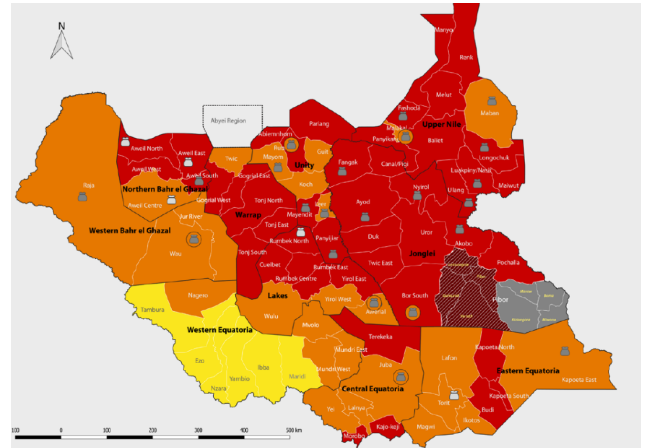 N
Manyo
Renk
Melut
Maban
Fashoda
Malakal
Panyikang
Upper Nile
Baliet
Longochuk
Luakpiny/Nasir
Maiwut
Ulang
Abyei Region
Pariang
Abiemnhom
Rubkona
Mayom
Guit
Unity
Koch
Leer
Mayendit
Panyijiar
Fangak
Canal/Pigi
Nyirol
Ayod
Duk
Uror
Akobo
Twic East
Jonglei
Pochalla
Pibor
Bor South
Aweil North
Aweil East
Aweil West
Aweil South
Northern Bahr el Ghazal
Aweil Centre
Twic
Gogrial East
Gogrial West
Warrap
Tonj North
Tonj East
Tonj South
Raja
Jur River
Western Bahr el Ghazal
Wau
Rumbek North
Cueibet
Rumbek Centre
Rumbek East
Yirol East
Yirol West
Awerial
Lakes
Wulu
Tambura
Nagero
Western Equatoria
Ezo
Yambio
Nzara
Ibba
Maridi
Mvolo
Mundri East
Mundri West
Terekeka
Juba
Central Equatoria
Yei
Lainya
Morobo
Kajo-keji
Lafon
Torit
Magwi
Ikotos
Budi
Kapoeta North
Kapoeta South
Eastern Equatoria
Kapoeta East
100 0 100 200 300 400 500 km